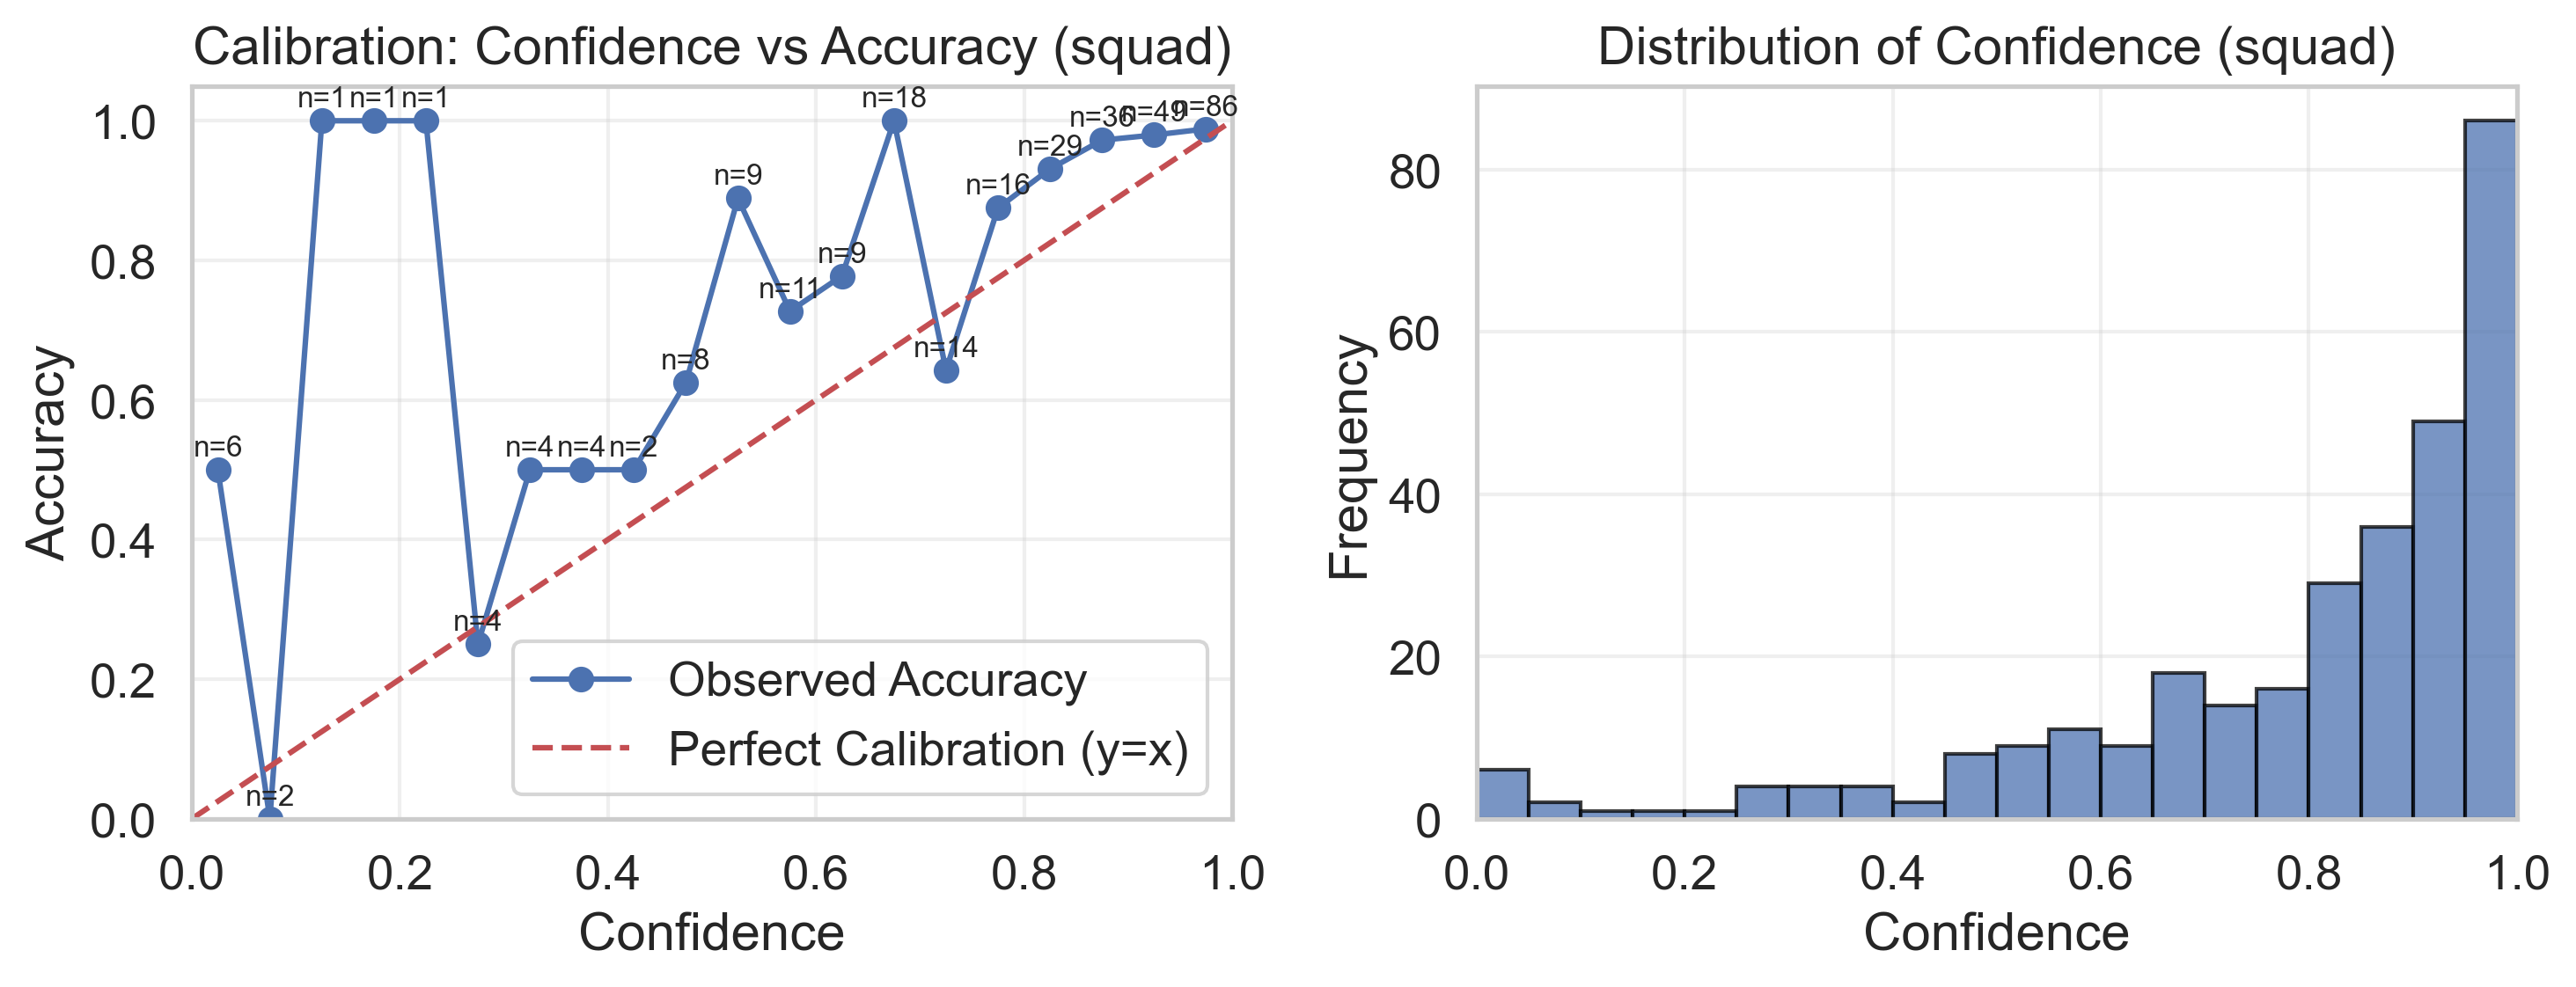 Calibration: Confidence vs Accuracy (squad)
Accuracy
1.0
0.8
0.6
0.4
0.2
0.0
n=6
n=2
n=1
n=1
n=1
n=4
n=4
n=4
n=2
n=8
n=9
n=11
n=9
n=18
n=14
n=16
n=29
n=36
n=49
n=86
Observed Accuracy
Perfect Calibration (y=x)
0.0 0.2 0.4 0.6 0.8 1.0
Confidence
Distribution of Confidence (squad)
Frequency
80
60
40
20
0
0.0 0.2 0.4 0.6 0.8 1.0
Confidence